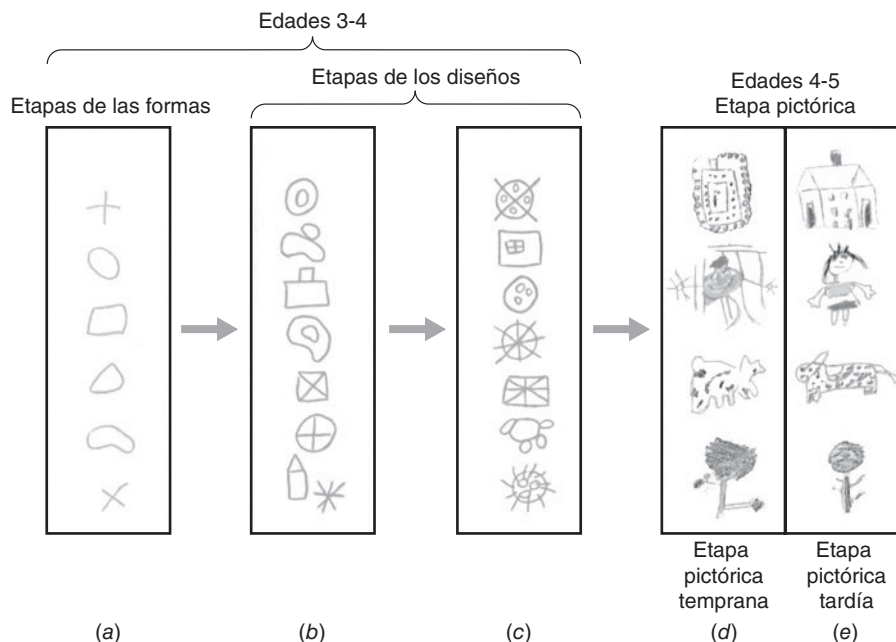 Edades 3-4
Etapas de los diseños
Etapas de las formas
Edades 4-5
Etapa pictórica
Etapa
pictórica
temprana
Etapa
pictórica
tardía
(a)
(b)
(c)
(d)
(e)